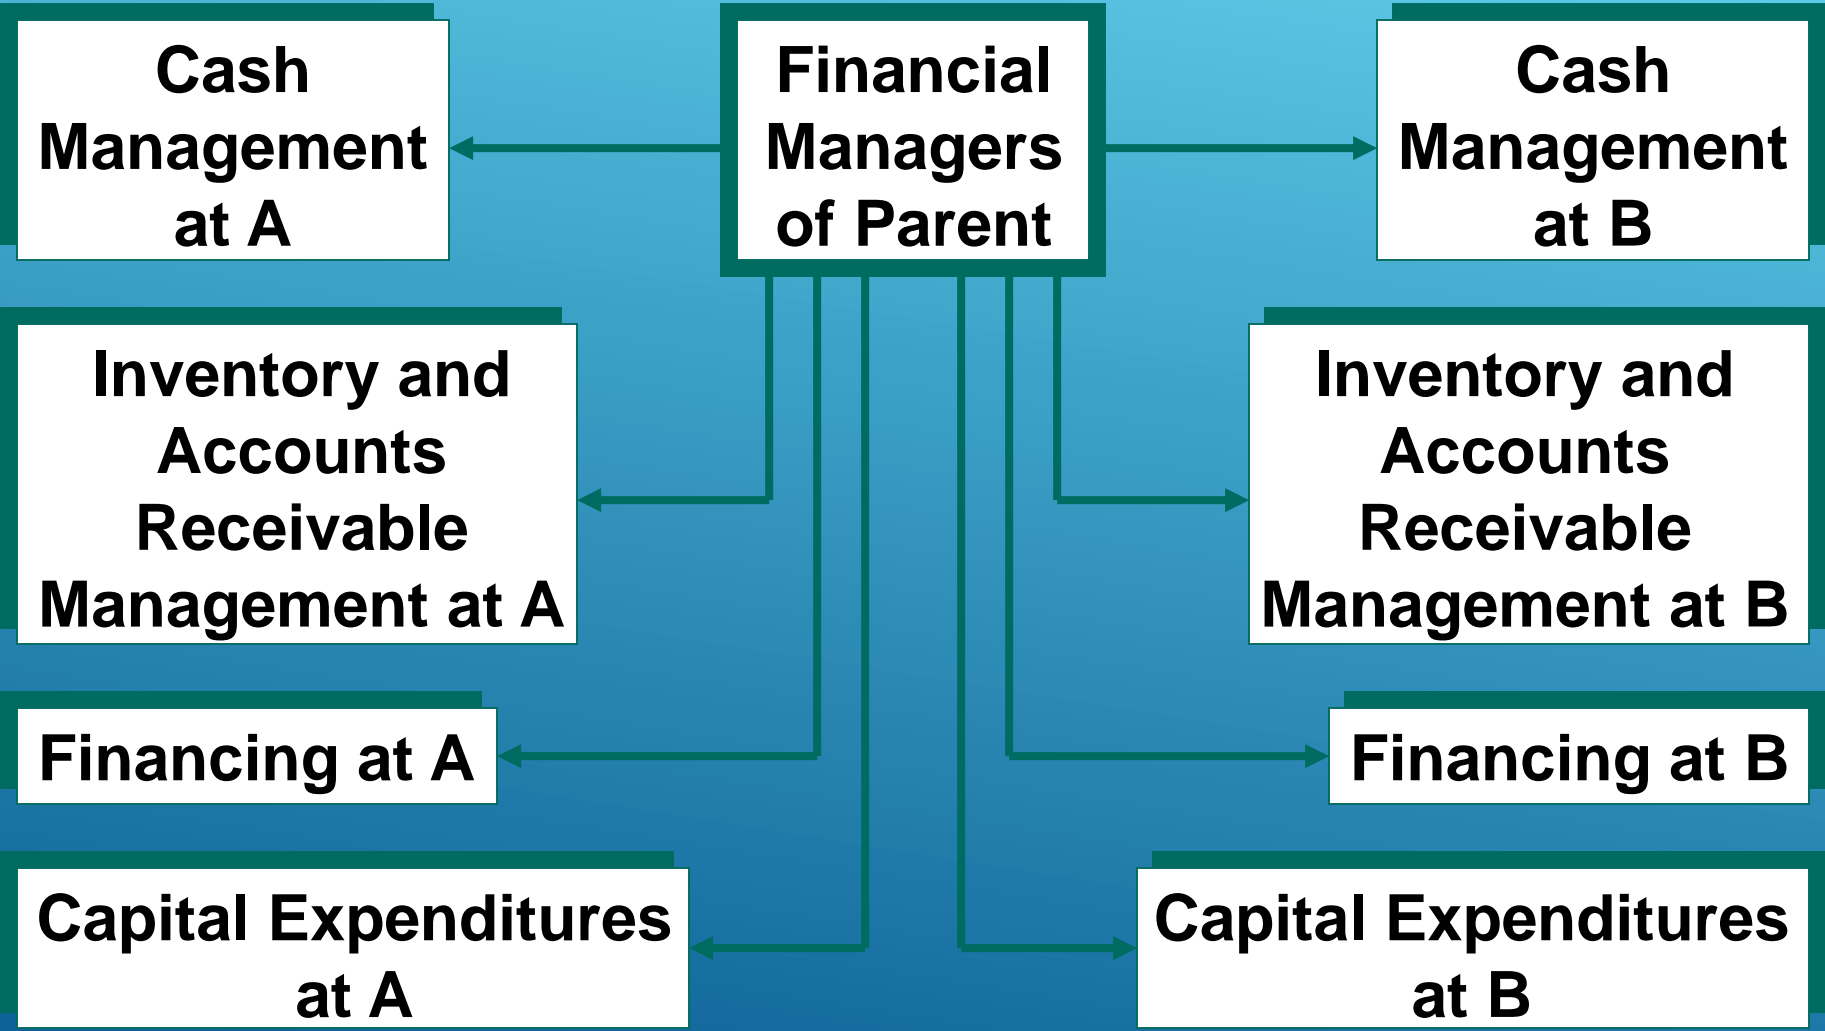 Cash
Management
at A
Financial
Managers
of Parent
Cash
Management
at B
Inventory and
Accounts
Receivable
Management at A
Inventory and
Accounts
Receivable
Management at B
Financing at A
Financing at B
Capital Expenditures
at A
Capital Expenditures
at B